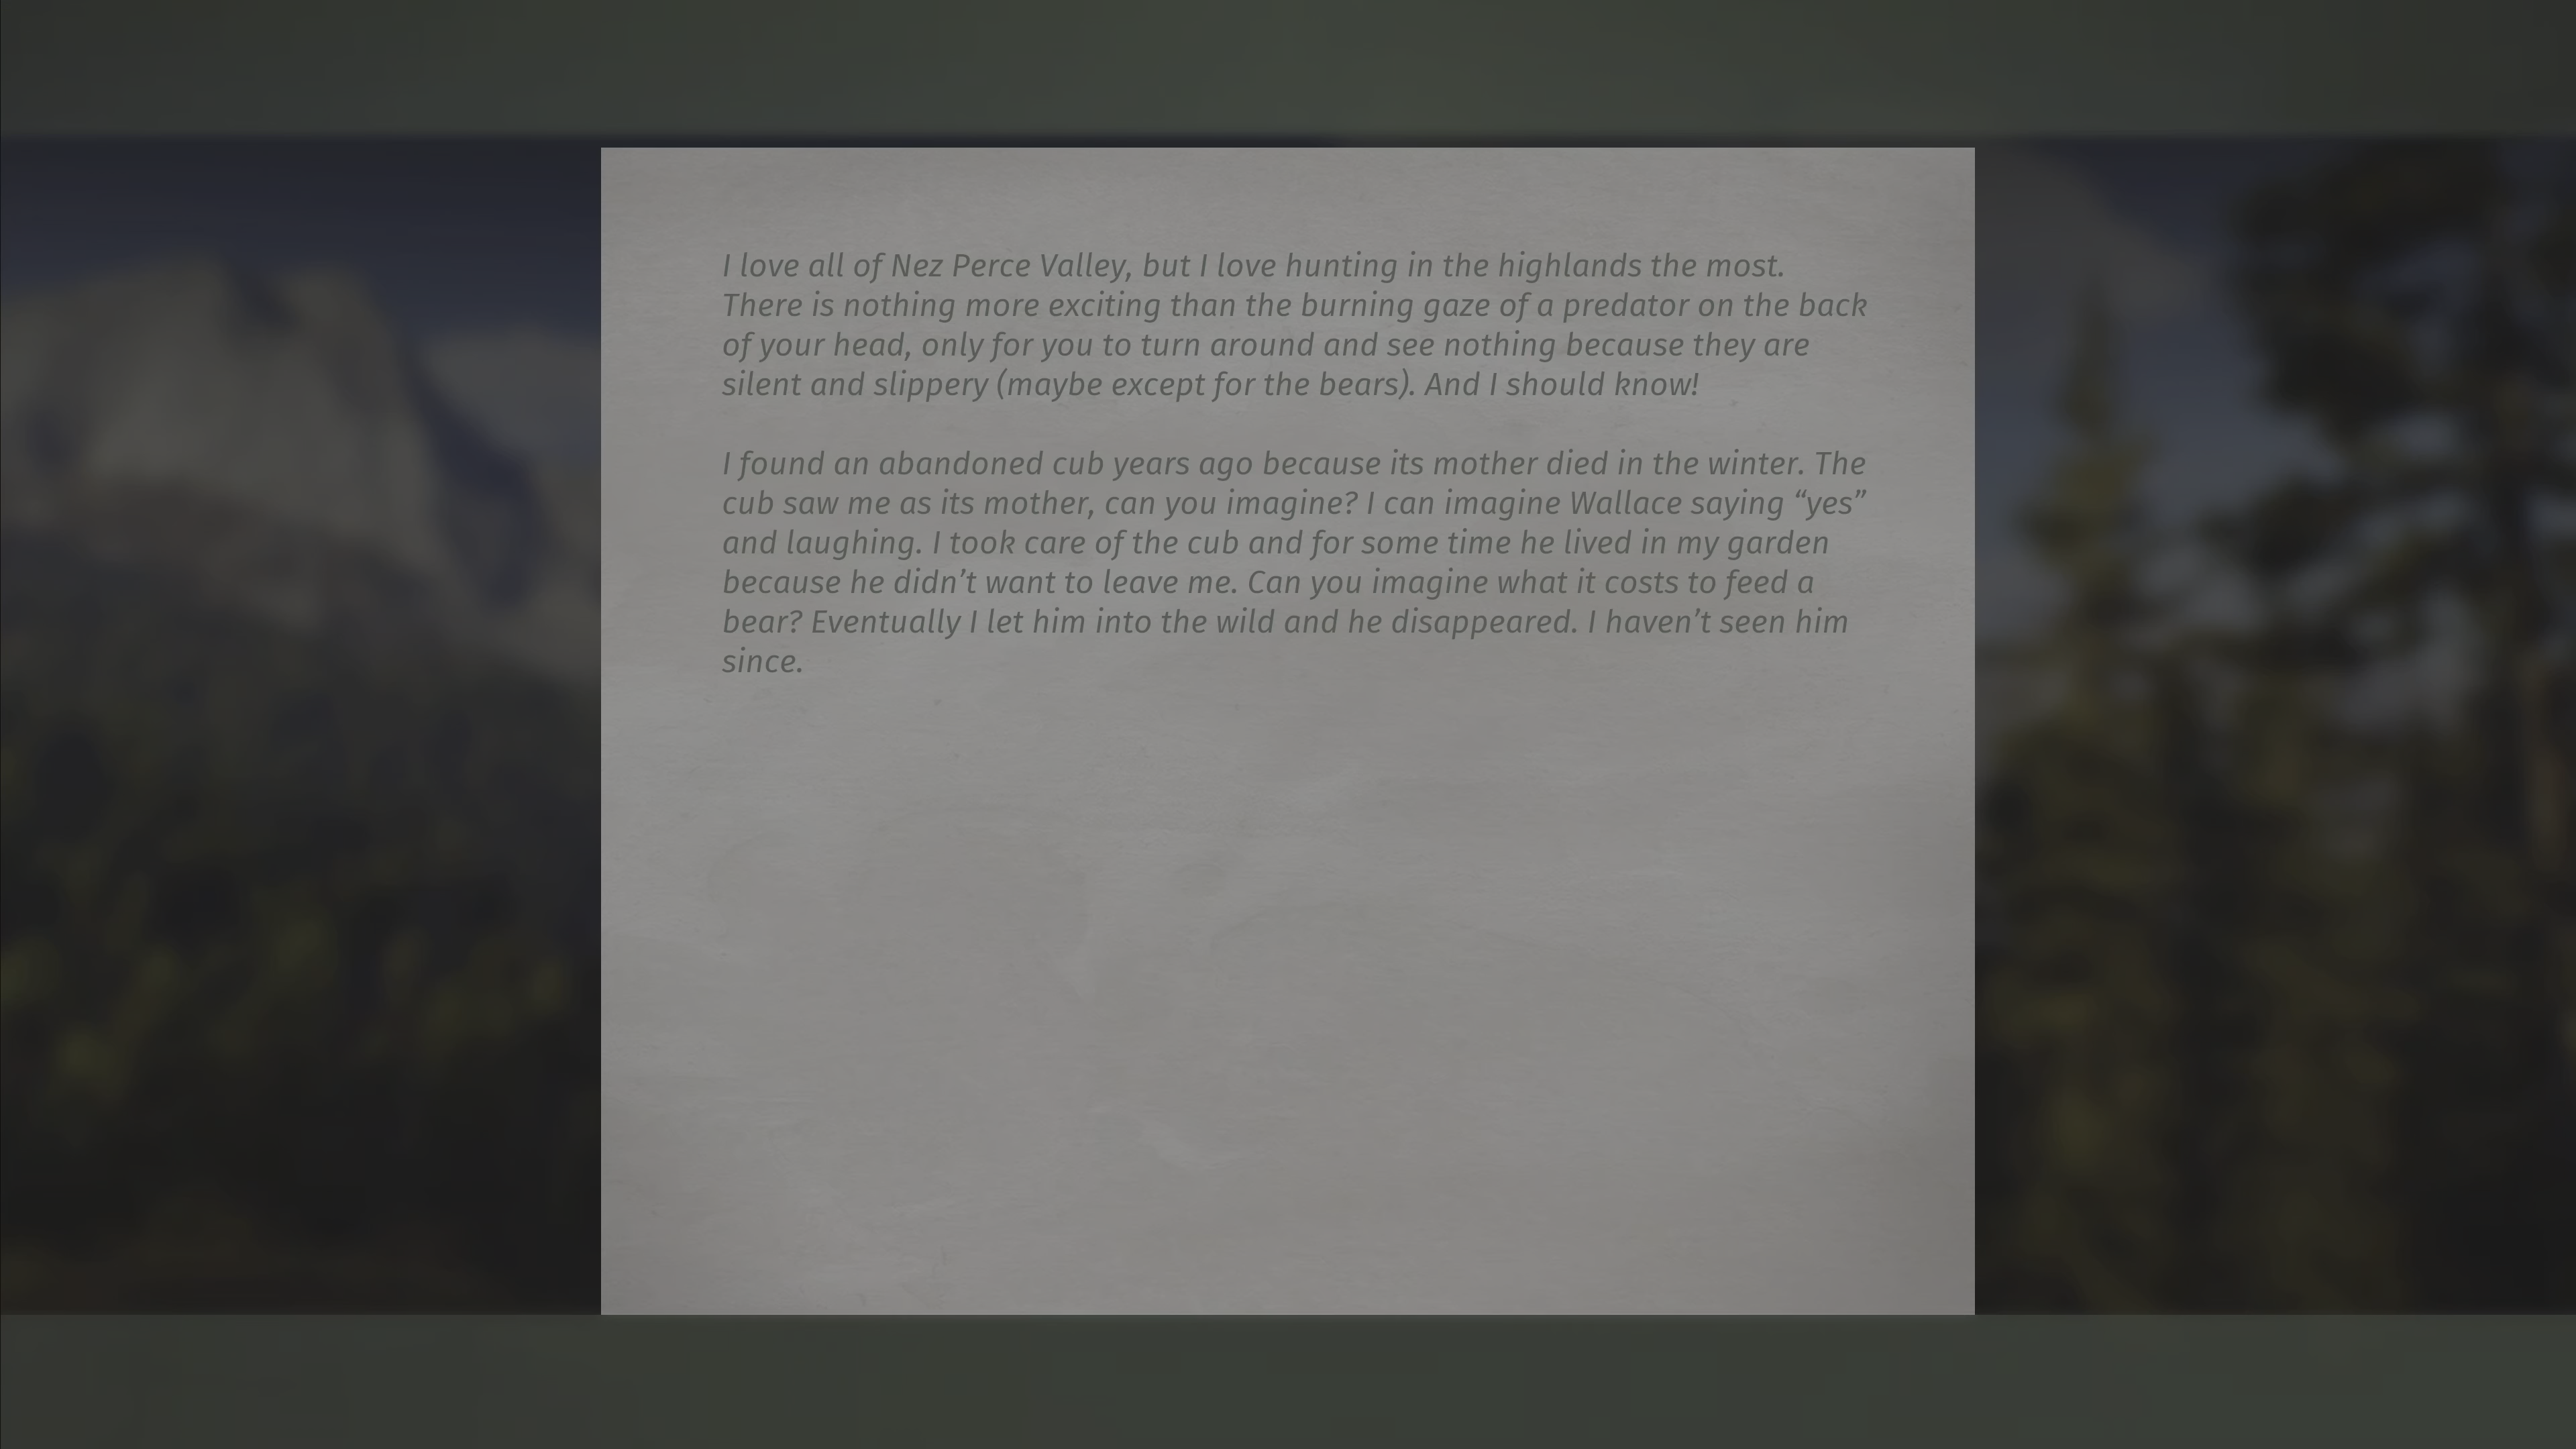 I love all of Nez Perce Valley, but I love hunting in the highlands the most.
There is nothing more exciting than the burning gaze of a predator on the back
of your head, only for you to turn around and see nothing because they are
silent and slippery (maybe except for the bears). And I should know!
I found an abandoned cub years ago because its mother died in the winter. The
cub saw me as its mother, can you imagine? I can imagine Wallace saying “yes”
and laughing. I took care of the cub and for some time he lived in my garden
because he didn’t want to leave me. Can you imagine what it costs to feed a
bear? Eventually I let him into the wild and he disappeared. I haven’t seen him
since.